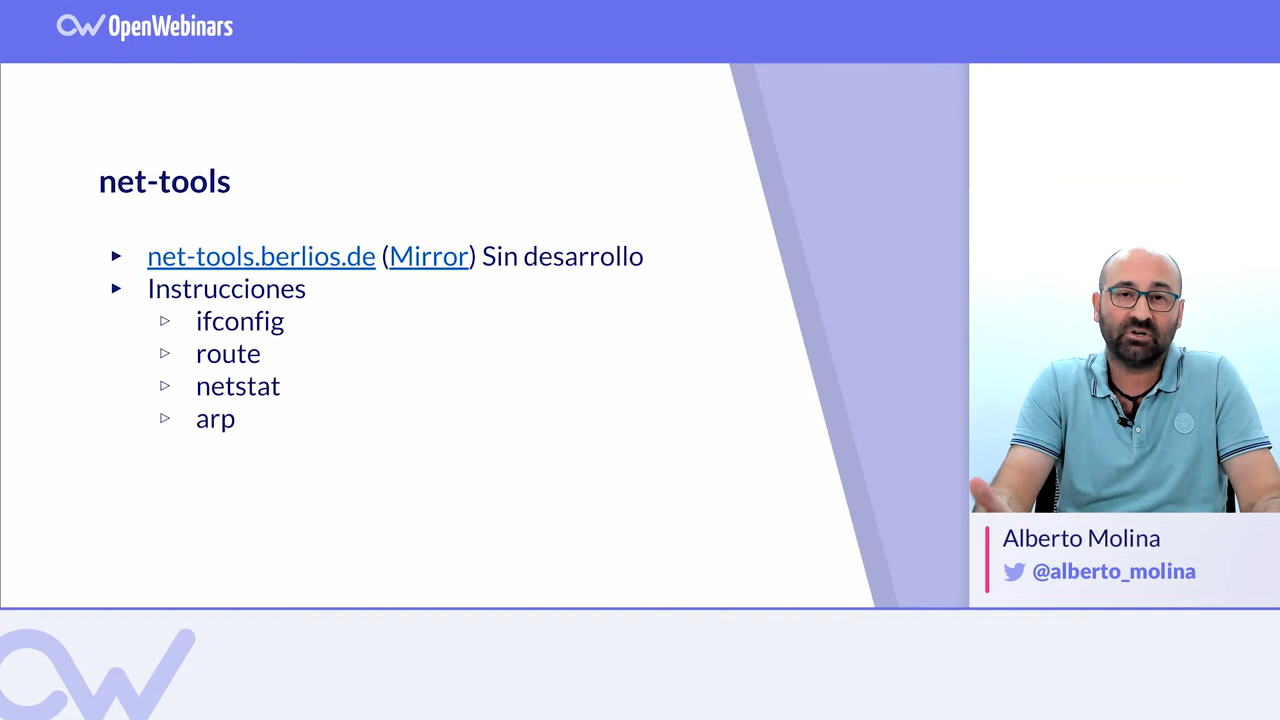 OpenWebinars
net-tools
net-tools.berlios.de (Mirror) Sin desarrollo
Instrucciones
ifconfig
route
netstat
arp
Alberto Molina
@alberto_molina